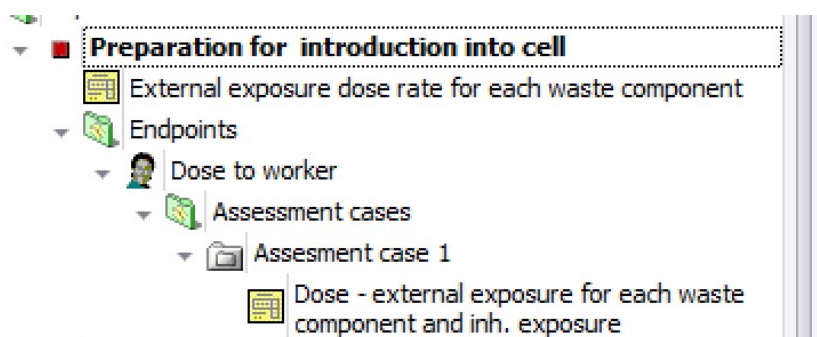 Preparation for introduction into cell
External exposure dose rate for each waste component
Endpoints
Dose to worker
Assessment cases
Assesment case 1
Dose - external exposure for each waste
component and inh. exposure